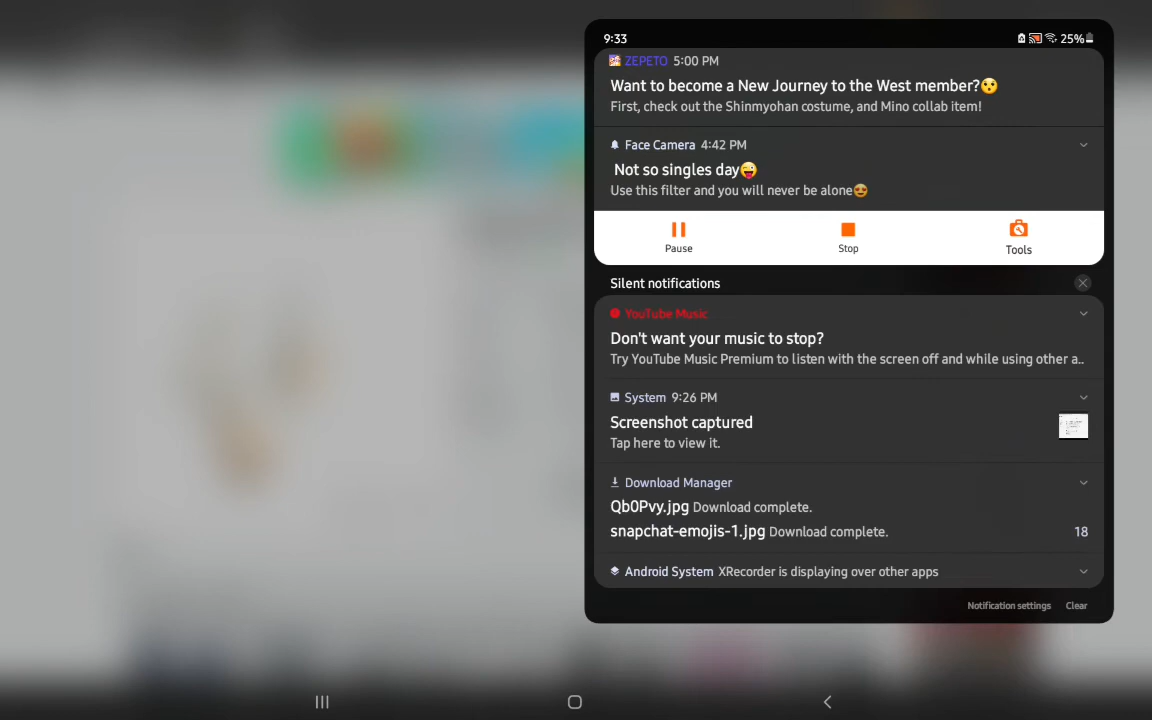 9:33 25%
ZEPETO 5:00 PM
Want to become a New Journey to the West member?😯
First, check out the Shinmyohan costume, and Mino collab item!
Face Camera 4:42 PM
Not so singles day😜
Use this filter and you will never be alone😍
Pause Stop Tools
Silent notifications
YouTube Music
Don't want your music to stop?
Try YouTube Music Premium to listen with the screen off and while using other a..
System 9:26 PM
Screenshot captured
Tap here to view it.
Download Manager
Qb0Pvy.jpg Download complete.
snapchat-emojis-1.jpg Download complete. 18
Android System XRecorder is displaying over other apps
Notification settings Clear